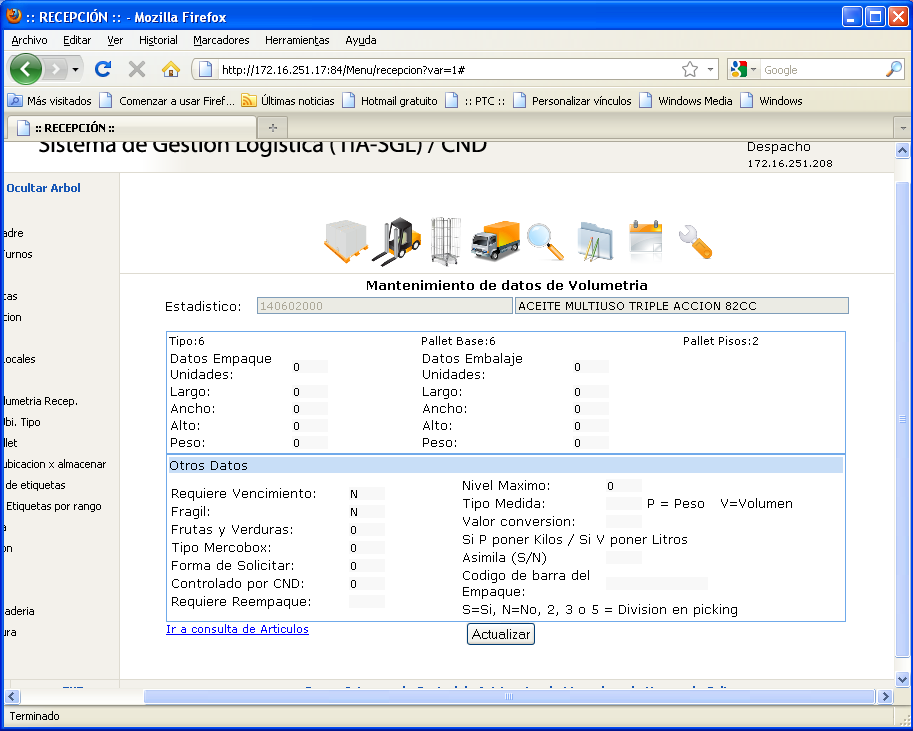 :: RECEPCIÓN :: - Mozilla Firefox
Archivo Editar Ver Historial Marcadores Herramientas Ayuda
http://172.16.251.17:84/Menu/recepcion?var=1#
Google
Más visitados Comenzar a usar Firef... Últimas noticias Hotmail gratuito :: PTC :: Personalizar vínculos Windows Media Windows
:: RECEPCIÓN ::
Sistema de Gestión Logística (TIA-SGL) / CND
Despacho
172.16.251.208
Ocultar Arbol
adre
urnos
cas
cion
ocales
lumetria Recep.
bi. Tipo
llet
ubicacion x almacenar
de etiquetas
Etiquetas por rango
a
on
aderia
ura
Mantenimiento de datos de Volumetria
Estadistico: 140602000 ACEITE MULTIUSO TRIPLE ACCION 82CC
Tipo:6 Pallet Base:6 Pallet Pisos:2
Datos Empaque Datos Embalaje
Unidades: 0 Unidades: 0
Largo: 0 Largo: 0
Ancho: 0 Ancho: 0
Alto: 0 Alto: 0
Peso: 0 Peso: 0
Otros Datos
Requiere Vencimiento: N
Fragil: N
Frutas y Verduras: 0
Tipo Mercobox: 0
Forma de Solicitar: 0
Controlado por CND: 0
Requiere Reempaque:
Nivel Maximo: 0
Tipo Medida: P = Peso V=Volumen
Valor conversion:
Si P poner Kilos / Si V poner Litros
Asimila (S/N)
Codigo de barra del
Empaque:
S=Si, N=No, 2, 3 o 5 = Division en picking
Ir a consulta de Articulos
Actualizar
Terminado